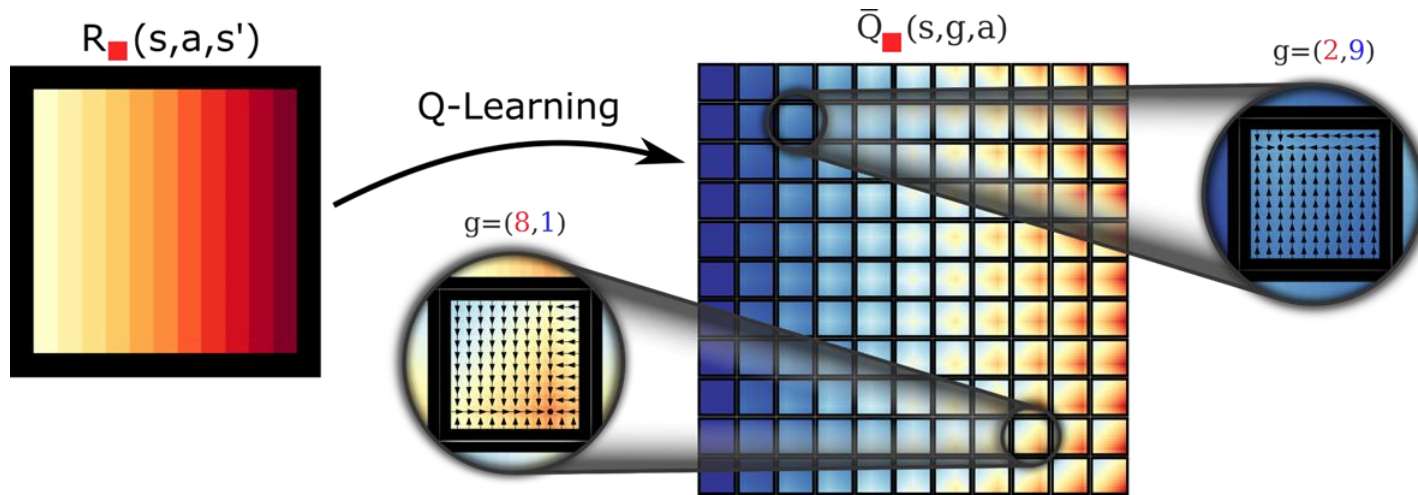 R■(s,a,s')
Q-Learning
Q̄■(s,g,a)
g=(2,9)
g=(8,1)